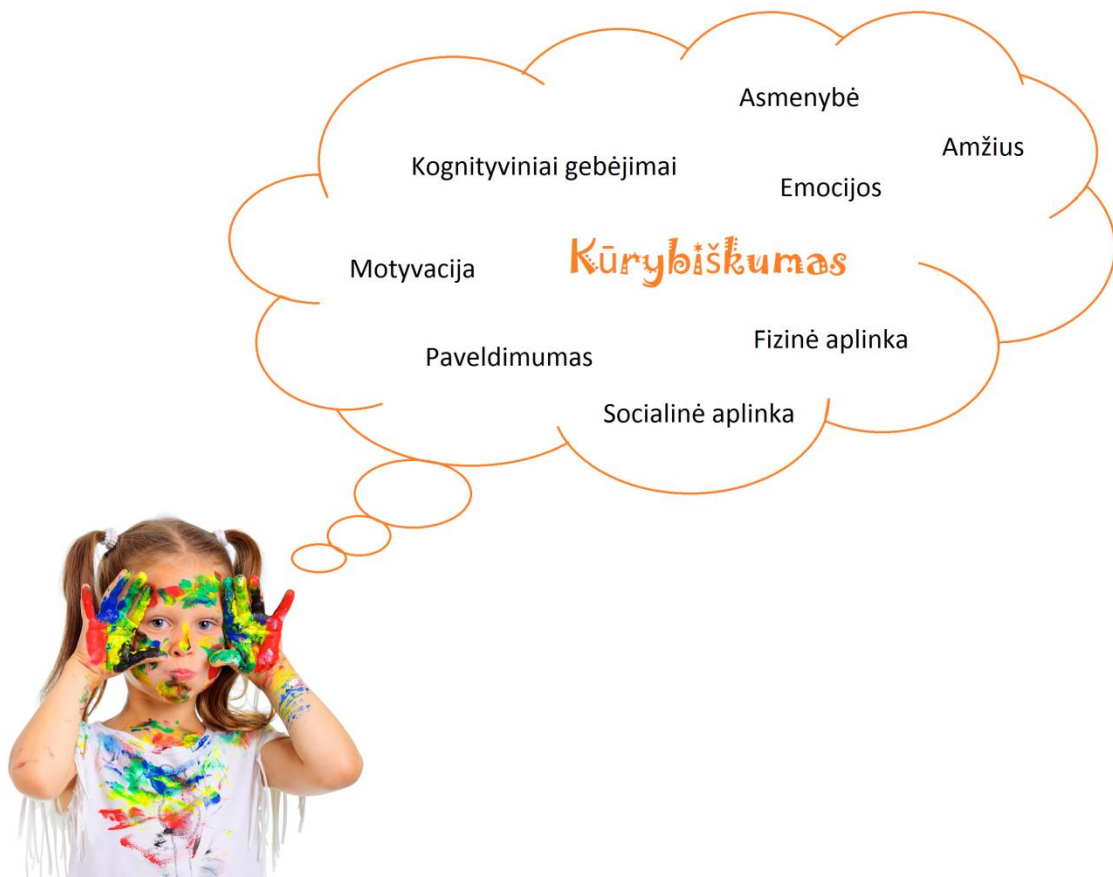 Asmenybė
Amžius
Kognityviniai gebėjimai
Emocijos
Kūrybiškumas
Motyvacija
Fizinė aplinka
Paveldimumas
Socialinė aplinka